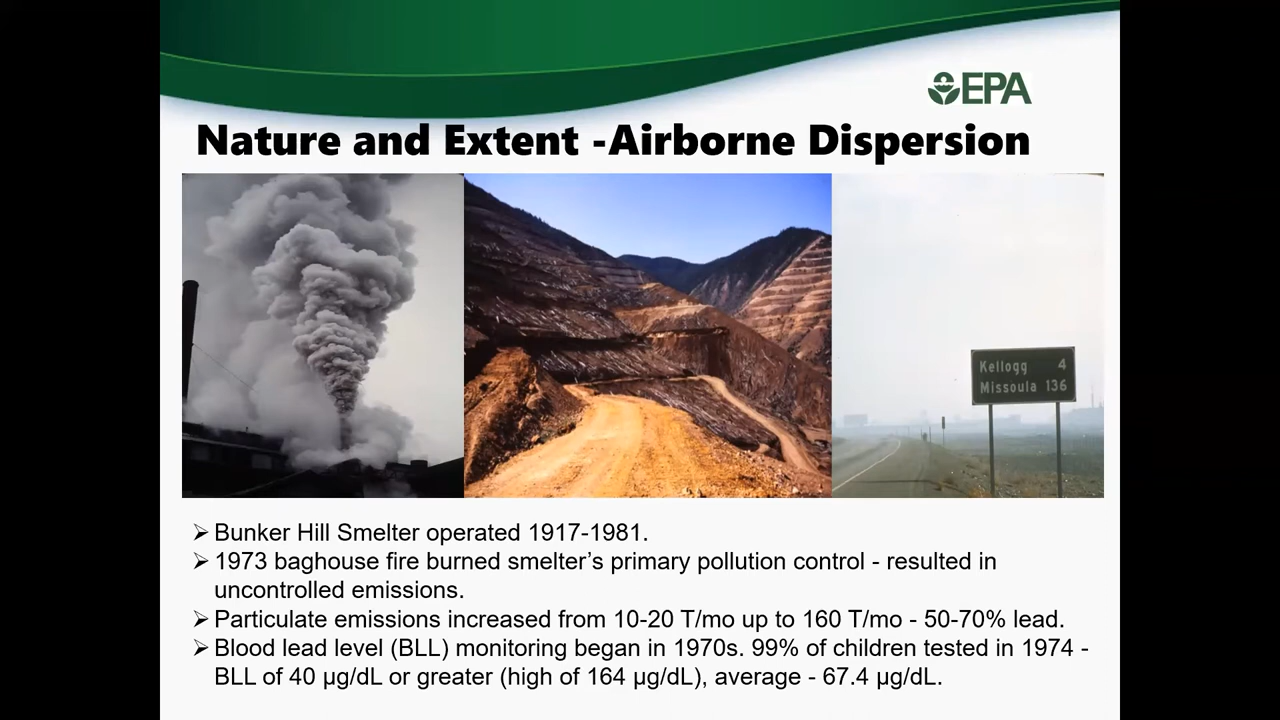 EPA
Nature and Extent -Airborne Dispersion
Kellogg 4
Missoula 136
➢ Bunker Hill Smelter operated 1917-1981.
➢ 1973 baghouse fire burned smelter’s primary pollution control - resulted in
uncontrolled emissions.
➢ Particulate emissions increased from 10-20 T/mo up to 160 T/mo - 50-70% lead.
➢ Blood lead level (BLL) monitoring began in 1970s. 99% of children tested in 1974 -
BLL of 40 µg/dL or greater (high of 164 µg/dL), average - 67.4 µg/dL.